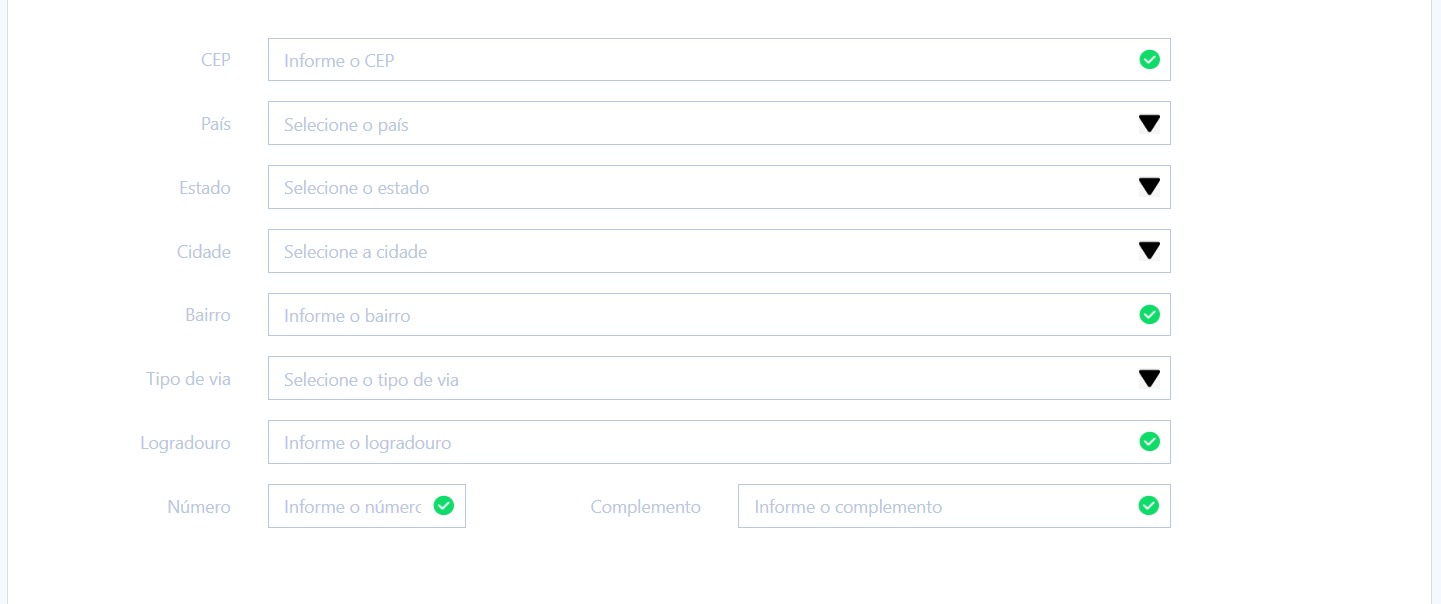 CEP Informe o CEP
País Selecione o país
Estado Selecione o estado
Cidade Selecione a cidade
Bairro Informe o bairro
Tipo de via Selecione o tipo de via
Logradouro Informe o logradouro
Número Informe o número Complemento Informe o complemento